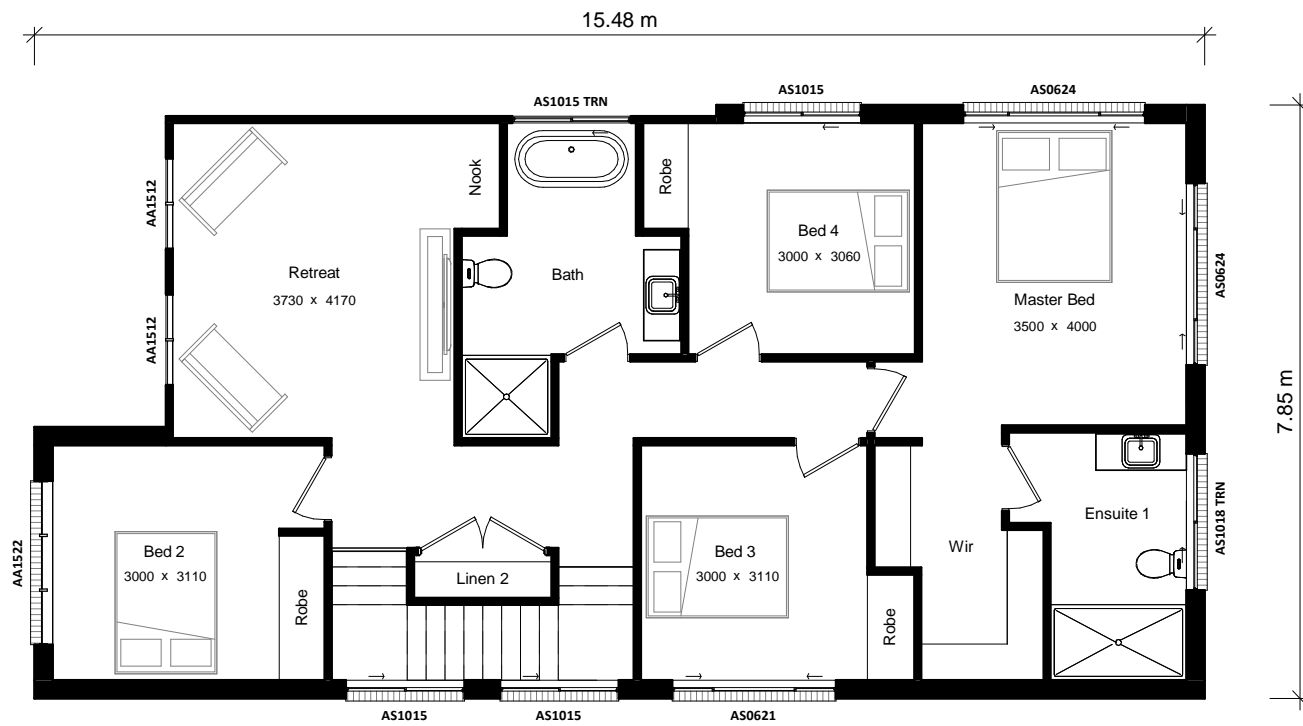 15.48 m
AS1015 TRN
AS1015
AS0624
AA1512
Nook
Robe
Bed 4
3000 x 3060
Retreat
3730 x 4170
Bath
Master Bed
3500 x 4000
AS0624
AA1512
7.85 m
AA1522
Bed 2
3000 x 3110
Robe
Linen 2
Bed 3
3000 x 3110
Robe
Wir
Ensuite 1
AS1018 TRN
AS1015
AS1015
AS0621